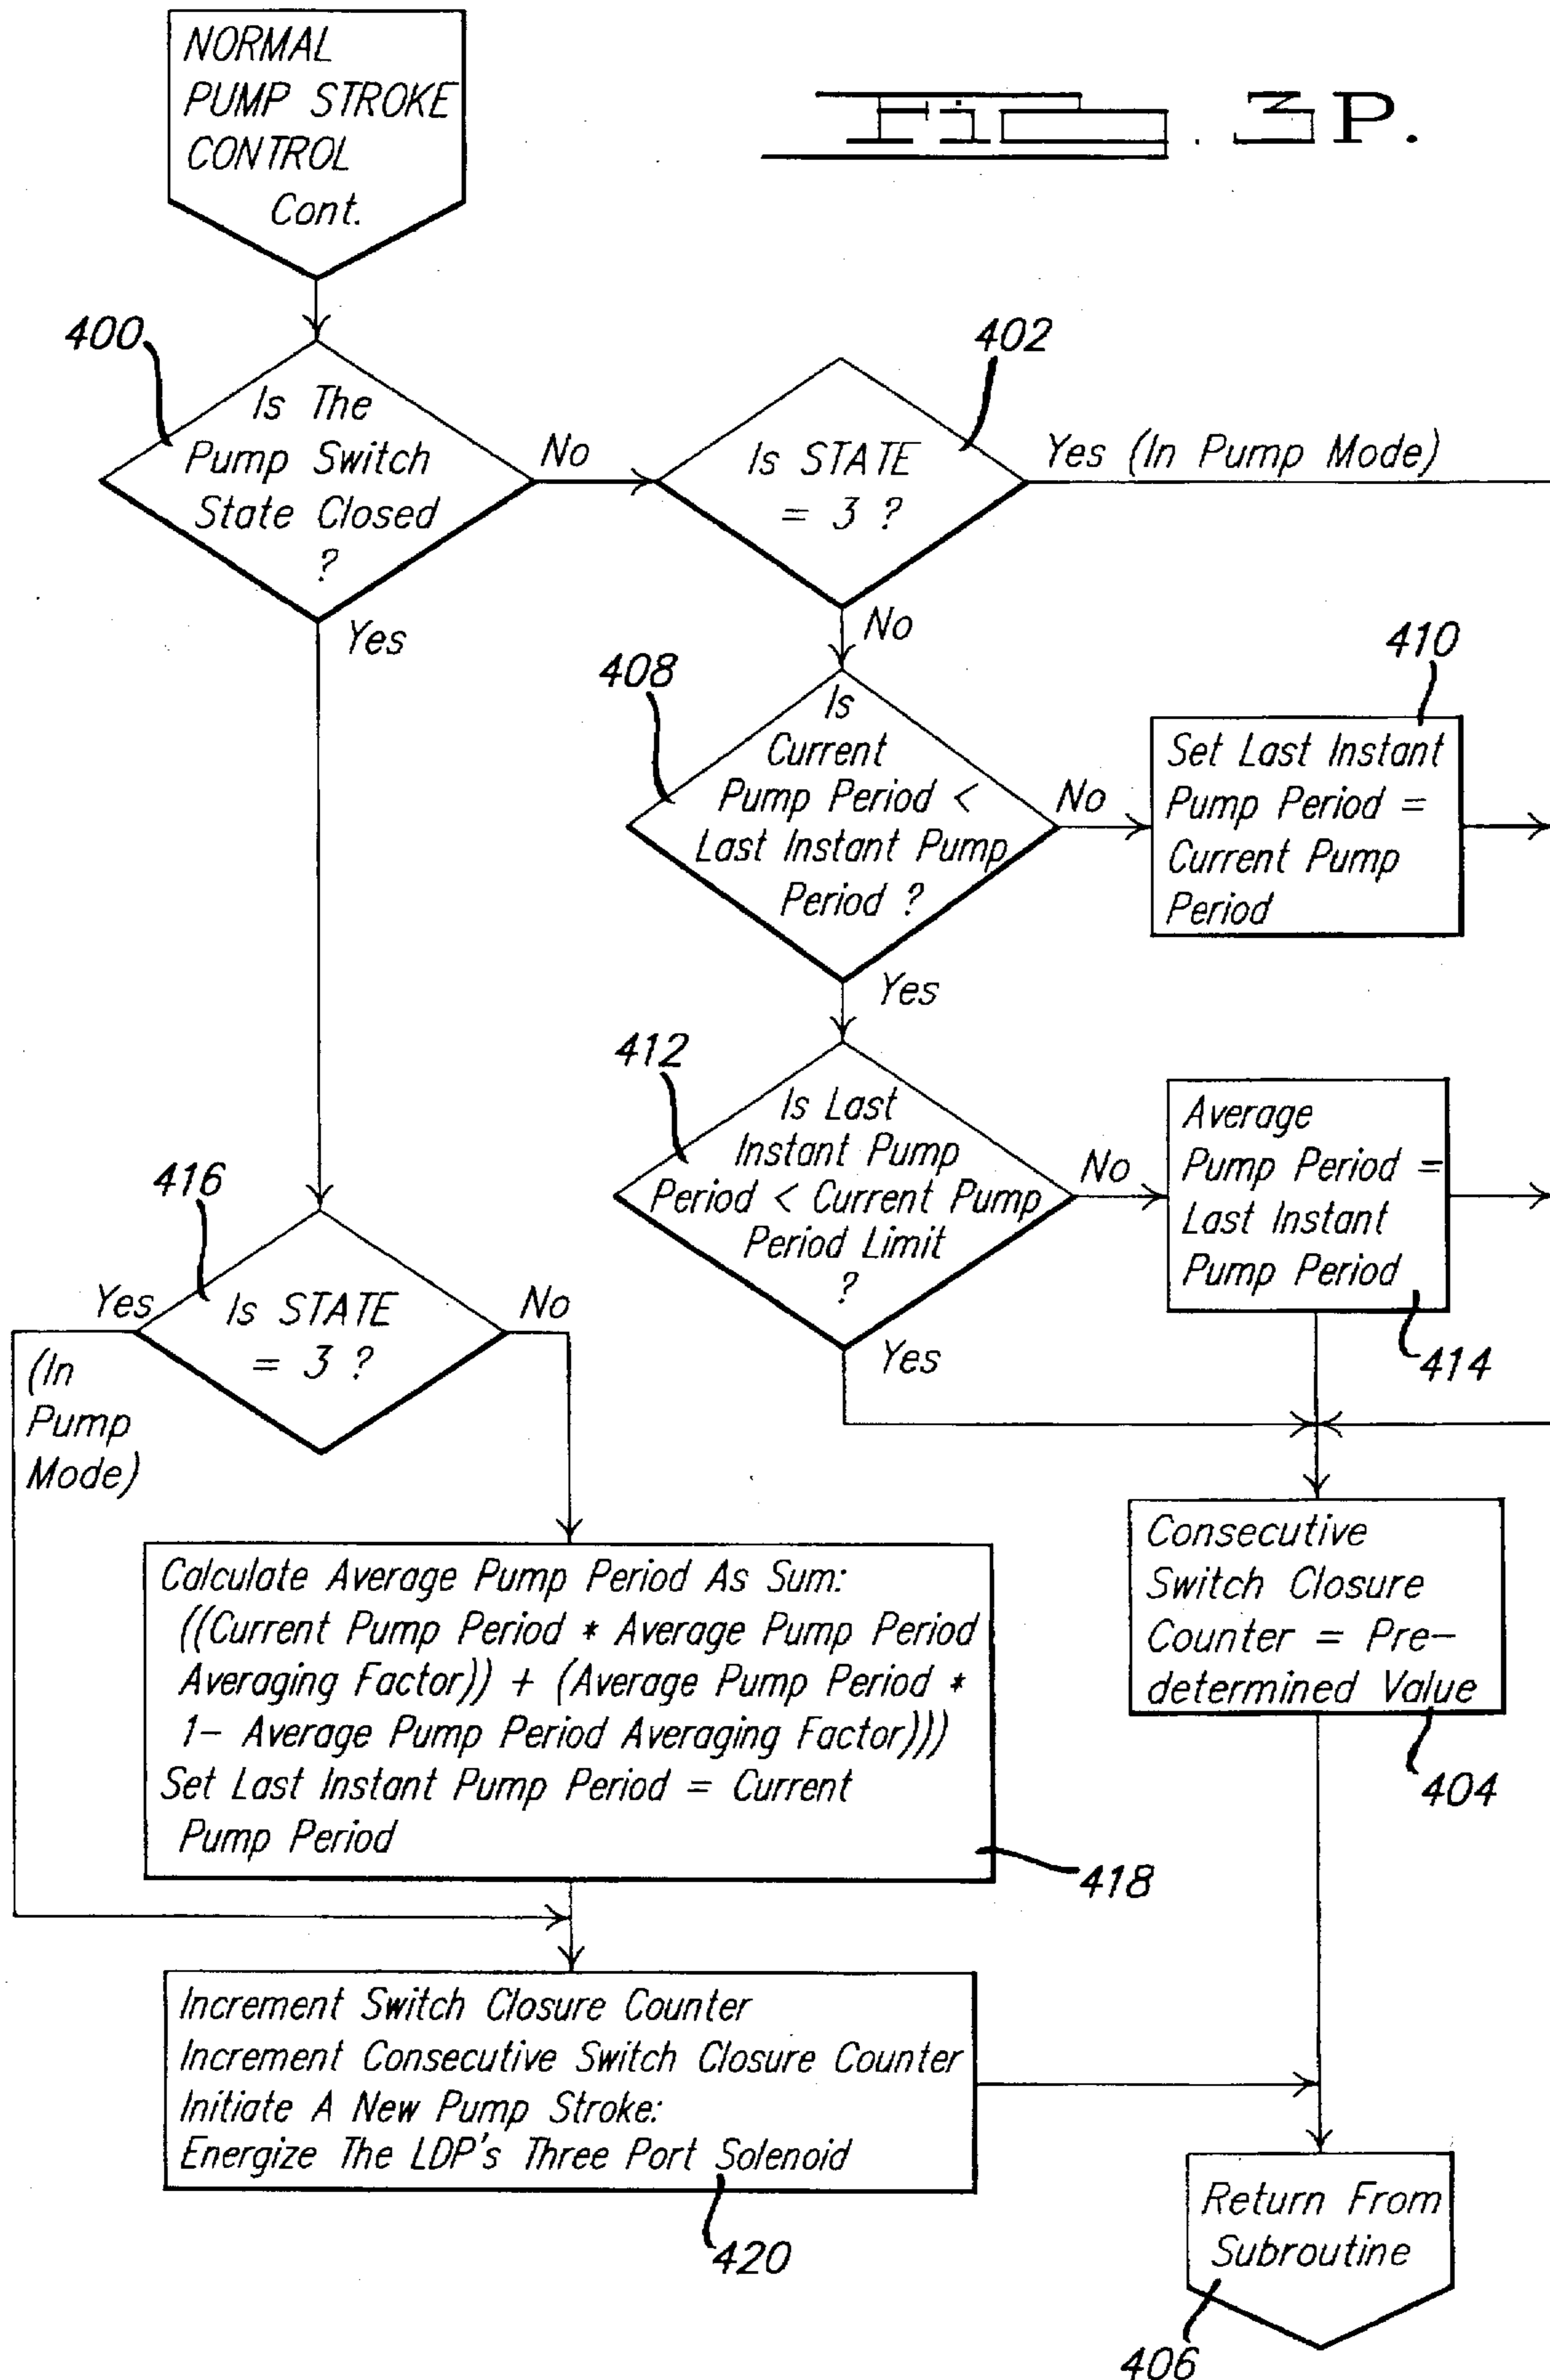 NORMAL
PUMP STROKE
CONTROL
Cont.
FIG. 3P.
400
Is The
Pump Switch
State Closed
?
No
Yes
402
Is STATE
= 3 ?
Yes (In Pump Mode)
No
408
Is
Current
Pump Period <
Last Instant Pump
Period ?
No
Yes
410
Set Last Instant
Pump Period =
Current Pump
Period
412
Is Last
Instant Pump
Period < Current Pump
Period Limit
?
No
Yes
Average
Pump Period =
Last Instant
Pump Period
414
416
Is STATE
= 3 ?
Yes
(In
Pump
Mode)
No
Calculate Average Pump Period As Sum:
((Current Pump Period * Average Pump Period
Averaging Factor)) + (Average Pump Period *
1- Average Pump Period Averaging Factor)))
Set Last Instant Pump Period = Current
Pump Period
418
Consecutive
Switch Closure
Counter = Pre-
determined Value
404
Increment Switch Closure Counter
Increment Consecutive Switch Closure Counter
Initiate A New Pump Stroke:
Energize The LDP's Three Port Solenoid
420
Return From
Subroutine
406